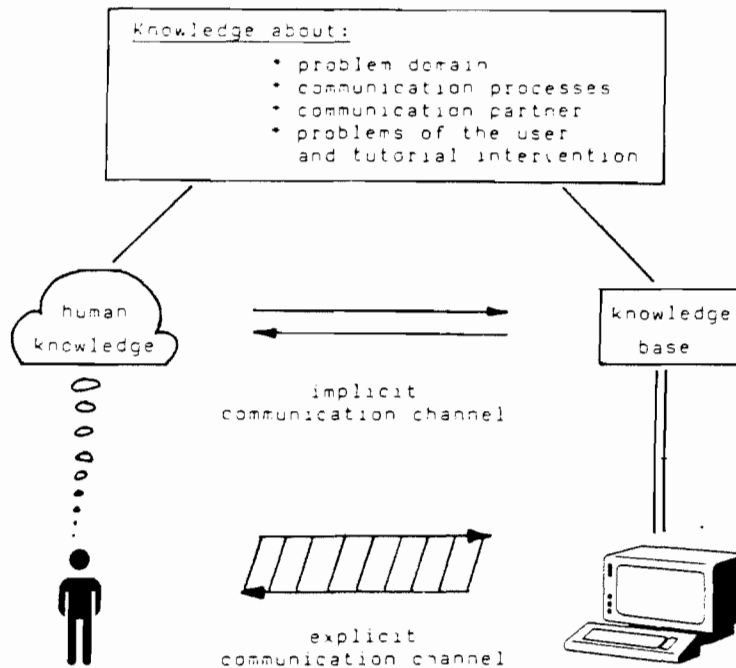 Knowledge about:
* problem domain
* communication processes
* communication partner
* problems of the user
and tutorial intervention
human
knowledge
knowledge
base
implicit
communication channel
explicit
communication channel